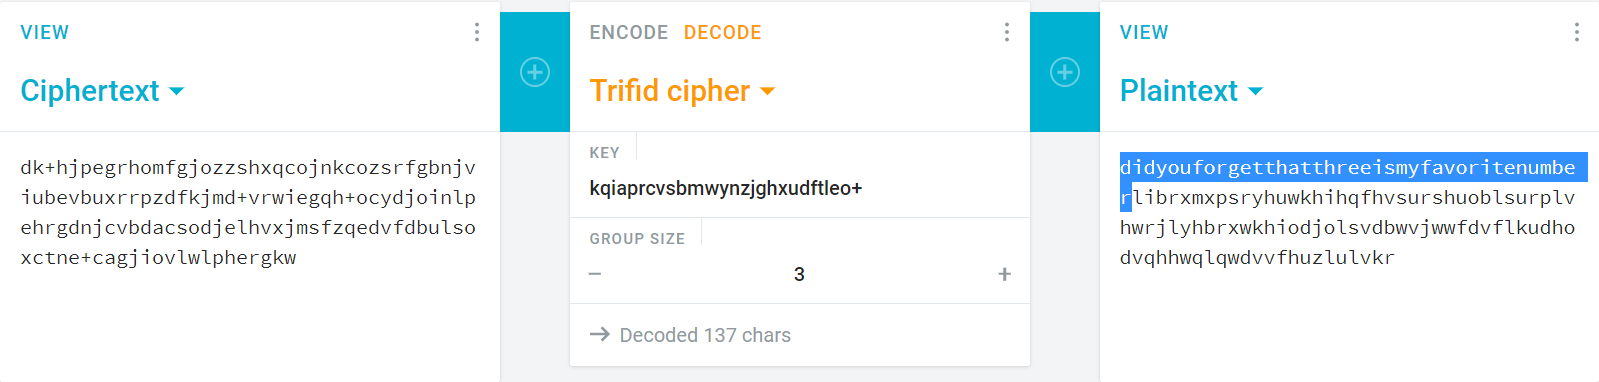 VIEW
Ciphertext
dk+hjpegrhomfgjozzshxqcojnkcozsrfgbnjv
iubevbuxrrpzdfkjmd+vrwiegqh+ocydjoinlp
ehrgdnjcvbdacsodjelhvxjmsfzqedvfdbulso
xctne+cagjiovlwlphergkw
ENCODE DECODE
Trifid cipher
KEY
kqiaprcvsbmwynzjghxudftleo+
GROUP SIZE
− 3 +
→ Decoded 137 chars
VIEW
Plaintext
didyouforgetthatthreeismyfavoritenumbe
rlibrxmxpsryhuwkhihqfhvsurshuoblsurplv
hwrjlyhbrxwkhiodjolsvdbwvjwwfdvflkudho
dvqhhwqlqwdvvfhuzlulvkr